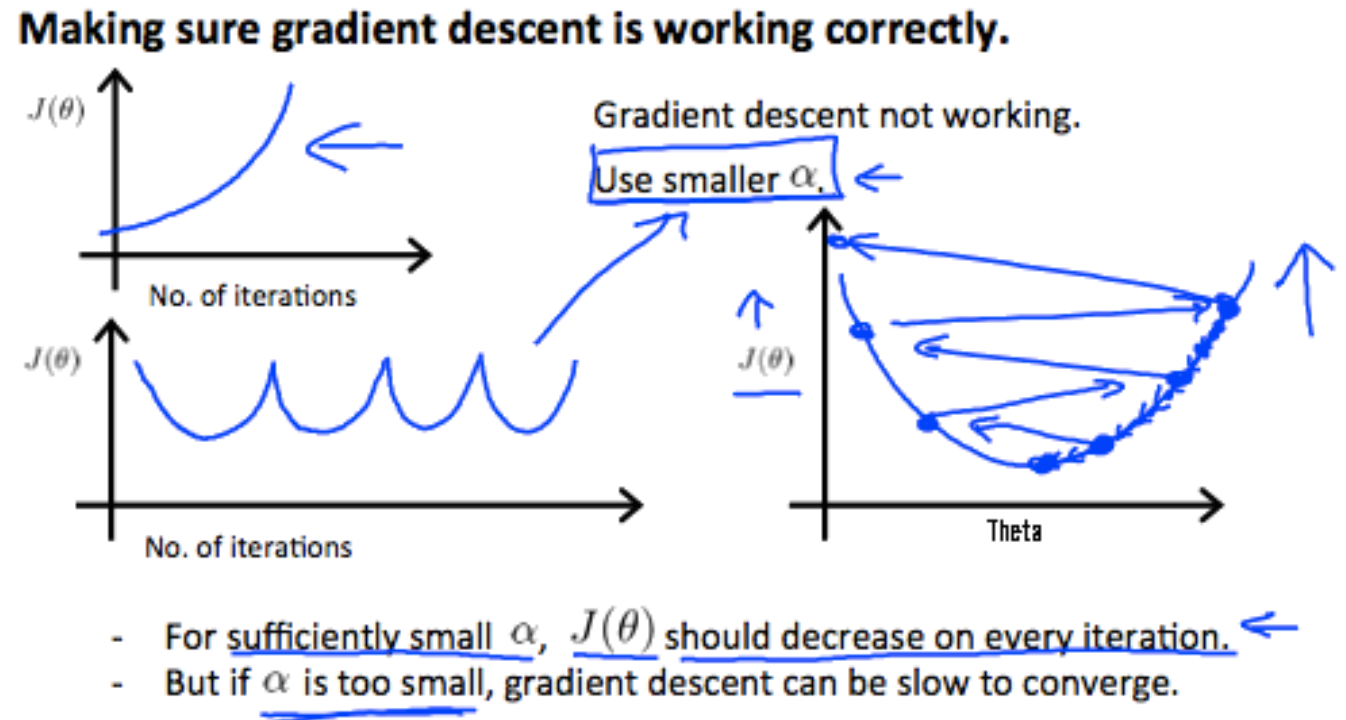 Making sure gradient descent is working correctly.
J(θ)
No. of iterations
Gradient descent not working.
Use smaller α.
J(θ)
No. of iterations
J(θ)
Theta
- For sufficiently small α, J(θ) should decrease on every iteration.
- But if α is too small, gradient descent can be slow to converge.